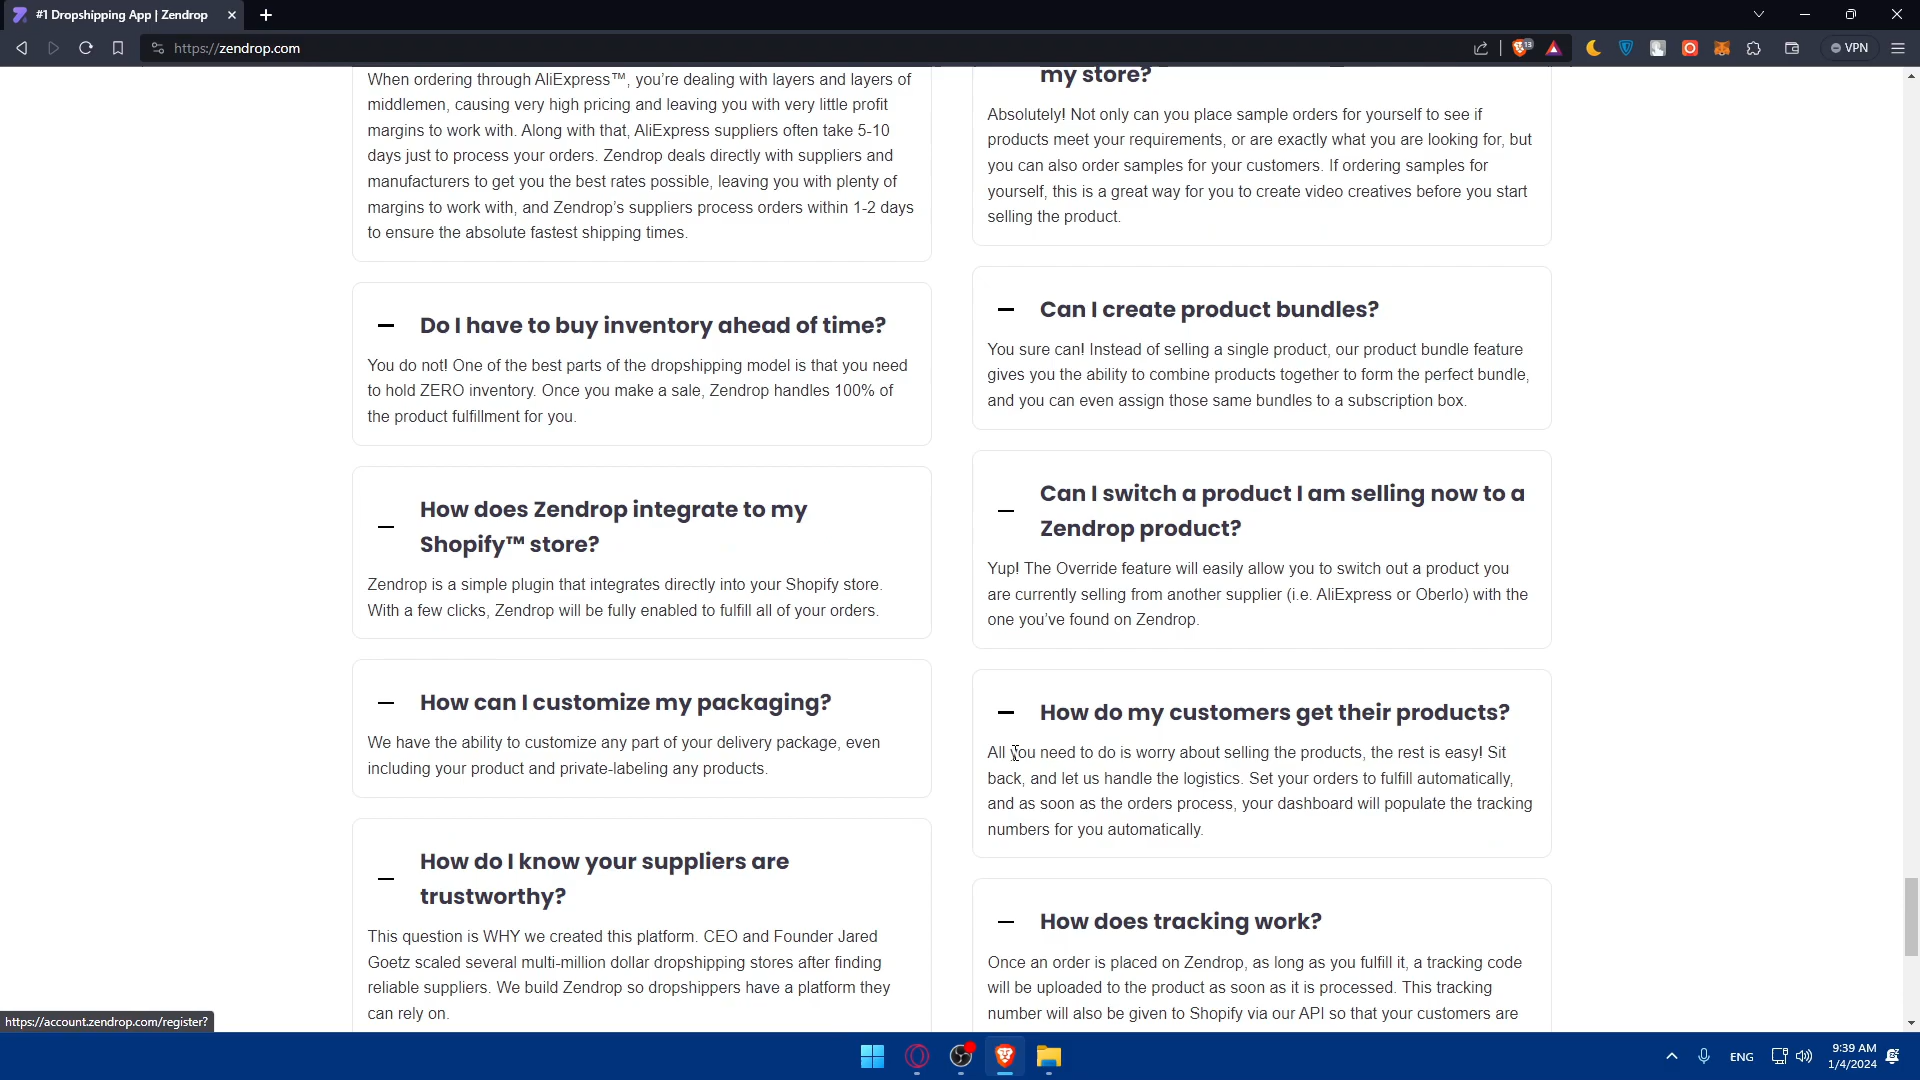 #1 Dropshipping App | Zendrop
https://zendrop.com
13
VPN
When ordering through AliExpress™, you're dealing with layers and layers of
middlemen, causing very high pricing and leaving you with very little profit
margins to work with. Along with that, AliExpress suppliers often take 5-10
days just to process your orders. Zendrop deals directly with suppliers and
manufacturers to get you the best rates possible, leaving you with plenty of
margins to work with, and Zendrop's suppliers process orders within 1-2 days
to ensure the absolute fastest shipping times.
Do I have to buy inventory ahead of time?
You do not! One of the best parts of the dropshipping model is that you need
to hold ZERO inventory. Once you make a sale, Zendrop handles 100% of
the product fulfillment for you.
How does Zendrop integrate to my
Shopify™ store?
Zendrop is a simple plugin that integrates directly into your Shopify store.
With a few clicks, Zendrop will be fully enabled to fulfill all of your orders.
How can I customize my packaging?
We have the ability to customize any part of your delivery package, even
including your product and private-labeling any products.
How do I know your suppliers are
trustworthy?
This question is WHY we created this platform. CEO and Founder Jared
Goetz scaled several multi-million dollar dropshipping stores after finding
reliable suppliers. We build Zendrop so dropshippers have a platform they
can rely on.
my store?
Absolutely! Not only can you place sample orders for yourself to see if
products meet your requirements, or are exactly what you are looking for, but
you can also order samples for your customers. If ordering samples for
yourself, this is a great way for you to create video creatives before you start
selling the product.
Can I create product bundles?
You sure can! Instead of selling a single product, our product bundle feature
gives you the ability to combine products together to form the perfect bundle,
and you can even assign those same bundles to a subscription box.
Can I switch a product I am selling now to a
Zendrop product?
Yup! The Override feature will easily allow you to switch out a product you
are currently selling from another supplier (i.e. AliExpress or Oberlo) with the
one you've found on Zendrop.
How do my customers get their products?
All you need to do is worry about selling the products, the rest is easy! Sit
back, and let us handle the logistics. Set your orders to fulfill automatically,
and as soon as the orders process, your dashboard will populate the tracking
numbers for you automatically.
How does tracking work?
Once an order is placed on Zendrop, as long as you fulfill it, a tracking code
will be uploaded to the product as soon as it is processed. This tracking
number will also be given to Shopify via our API so that your customers are
https://account.zendrop.com/register?
ENG
9:39 AM
1/4/2024